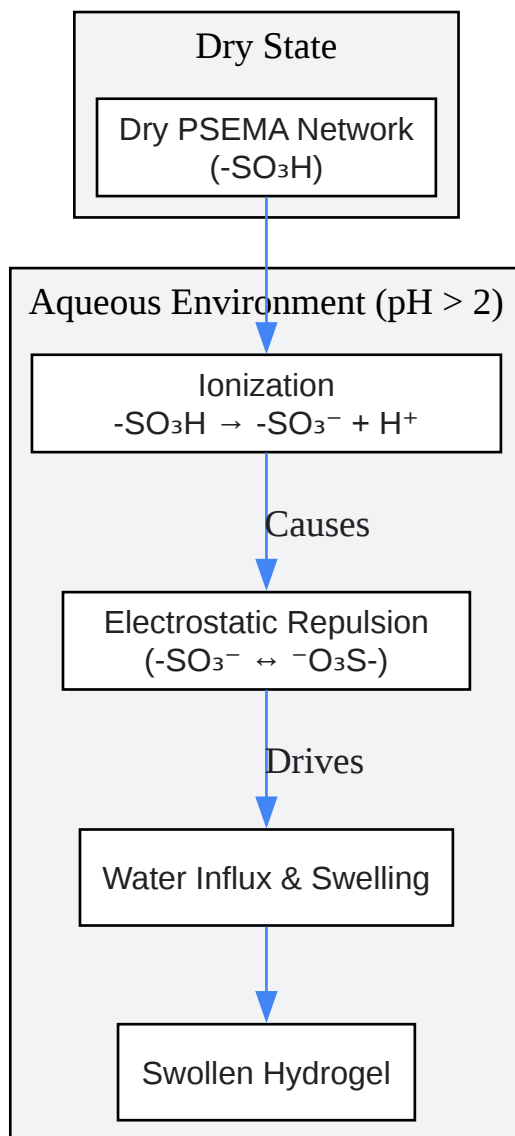 Dry State
Dry PSEMA Network
(-SO₃H)
Aqueous Environment (pH > 2)
Ionization
-SO₃H → -SO₃⁻ + H⁺
Causes
Electrostatic Repulsion
(-SO₃⁻ ↔ ⁻O₃S-)
Drives
Water Influx & Swelling
Swollen Hydrogel